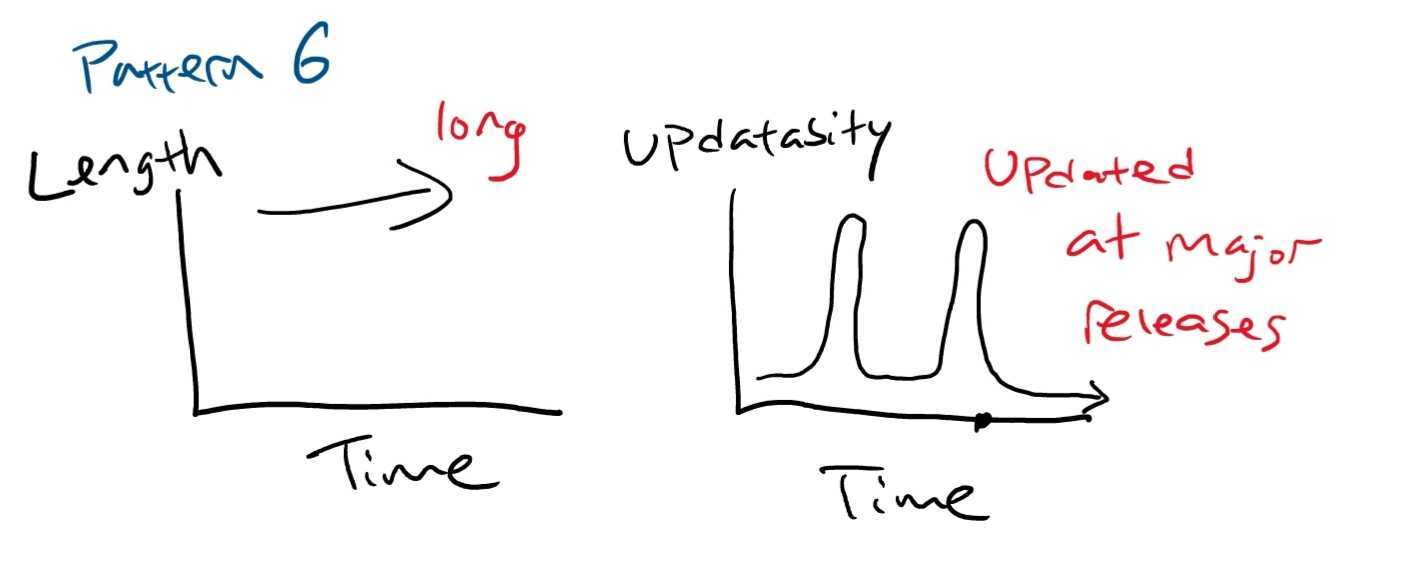 Pattern 6
Length
long
Time
Updatasity
Updated
at major
releases
Time